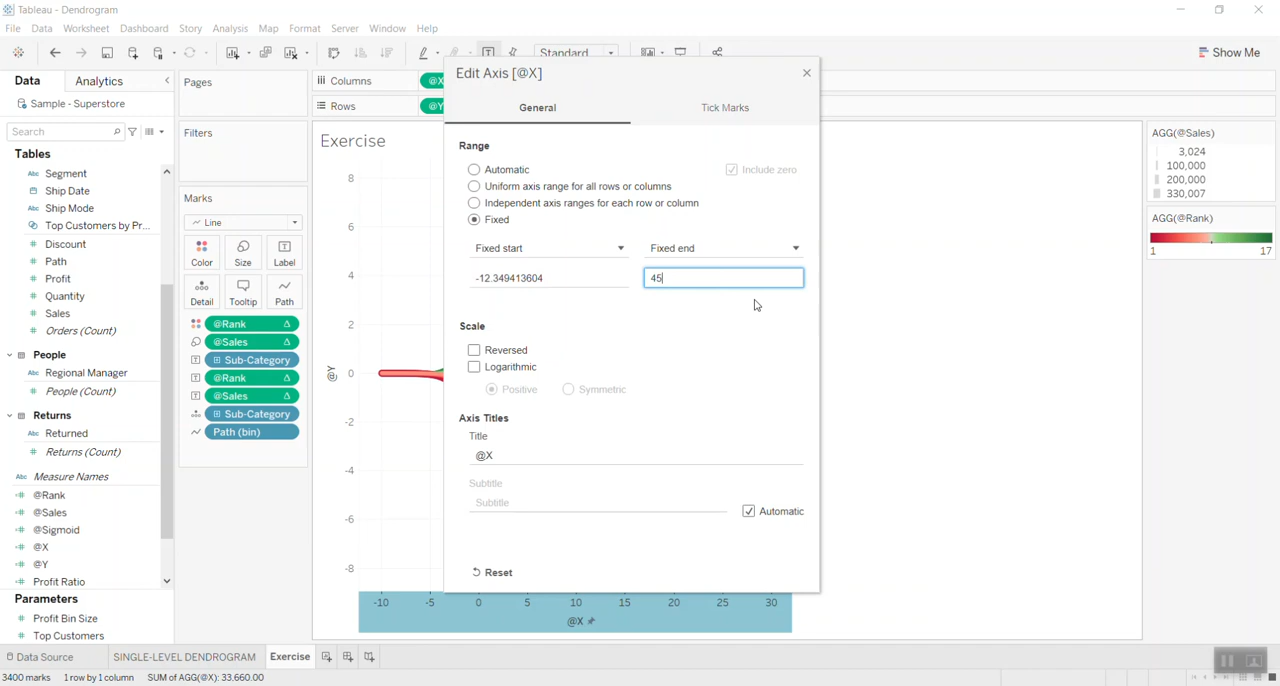 Tableau - Dendrogram
File Data Worksheet Dashboard Story Analysis Map Format Server Window Help
Standard
Show Me
Data Analytics
Sample - Superstore
Search
Tables
Abc Segment
Ship Date
Abc Ship Mode
Top Customers by Pr...
# Discount
# Path
# Profit
# Quantity
# Sales
# Orders (Count)
People
Abc Regional Manager
# People (Count)
Returns
Abc Returned
# Returns (Count)
Abc Measure Names
@Rank
@Sales
@Sigmoid
@X
@Y
Profit Ratio
Parameters
# Profit Bin Size
# Top Customers
Pages
Filters
Marks
Line
Color Size Label
Detail Tooltip Path
@Rank
@Sales
Sub-Category
@Rank
@Sales
Sub-Category
Path (bin)
Columns @X
Rows @Y
Exercise
8
6
4
2
0
-2
-4
-6
-8
@Y
-10 -5 0 5 10 15 20 25 30
@X
Edit Axis [@X]
General Tick Marks
Range
Automatic
Include zero
Uniform axis range for all rows or columns
Independent axis ranges for each row or column
Fixed
Fixed start Fixed end
-12.349413604 45
Scale
Reversed
Logarithmic
Positive Symmetric
Axis Titles
Title
@X
Subtitle
Subtitle
Automatic
Reset
AGG(@Sales)
3,024
100,000
200,000
330,007
AGG(@Rank)
1 17
Data Source SINGLE-LEVEL DENDROGRAM Exercise
3400 marks 1 row by 1 column SUM of AGG(@X): 33,660.00